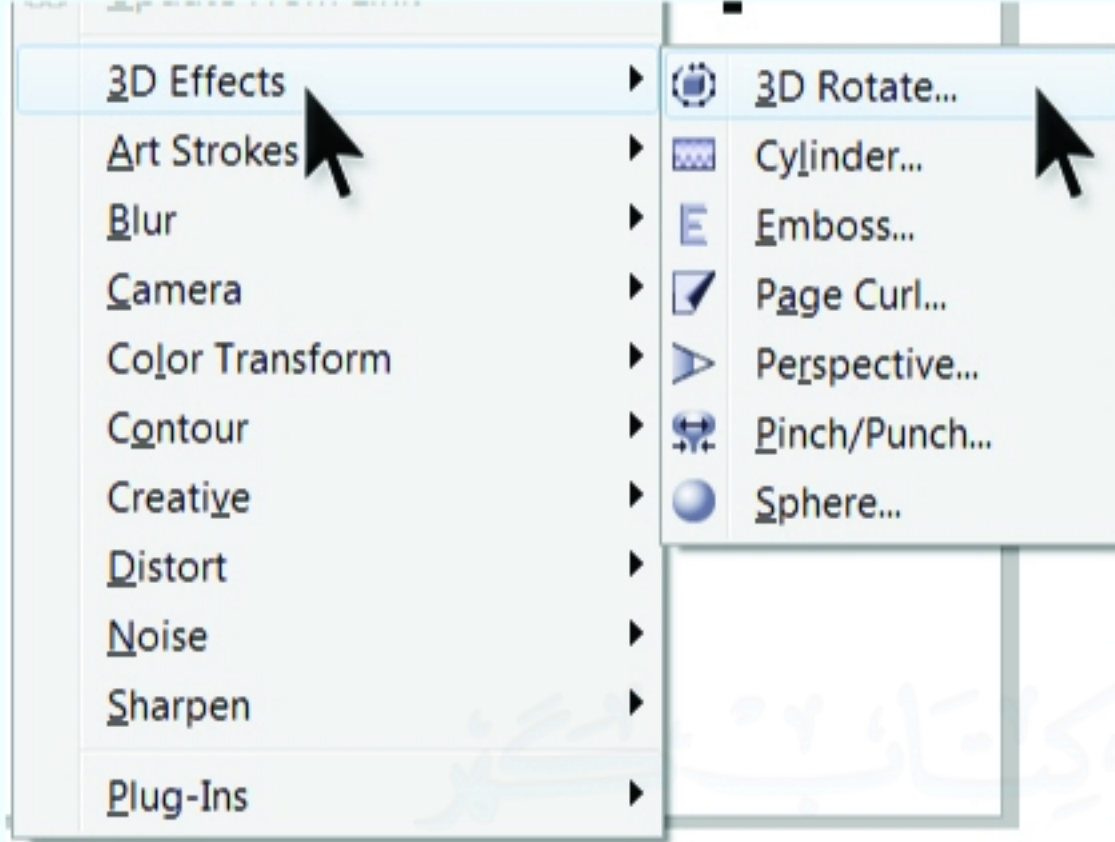 3D Effects
Art Strokes
Blur
Camera
Color Transform
Contour
Creative
Distort
Noise
Sharpen
Plug-Ins
3D Rotate...
Cylinder...
Emboss...
Page Curl...
Perspective...
Pinch/Punch...
Sphere...